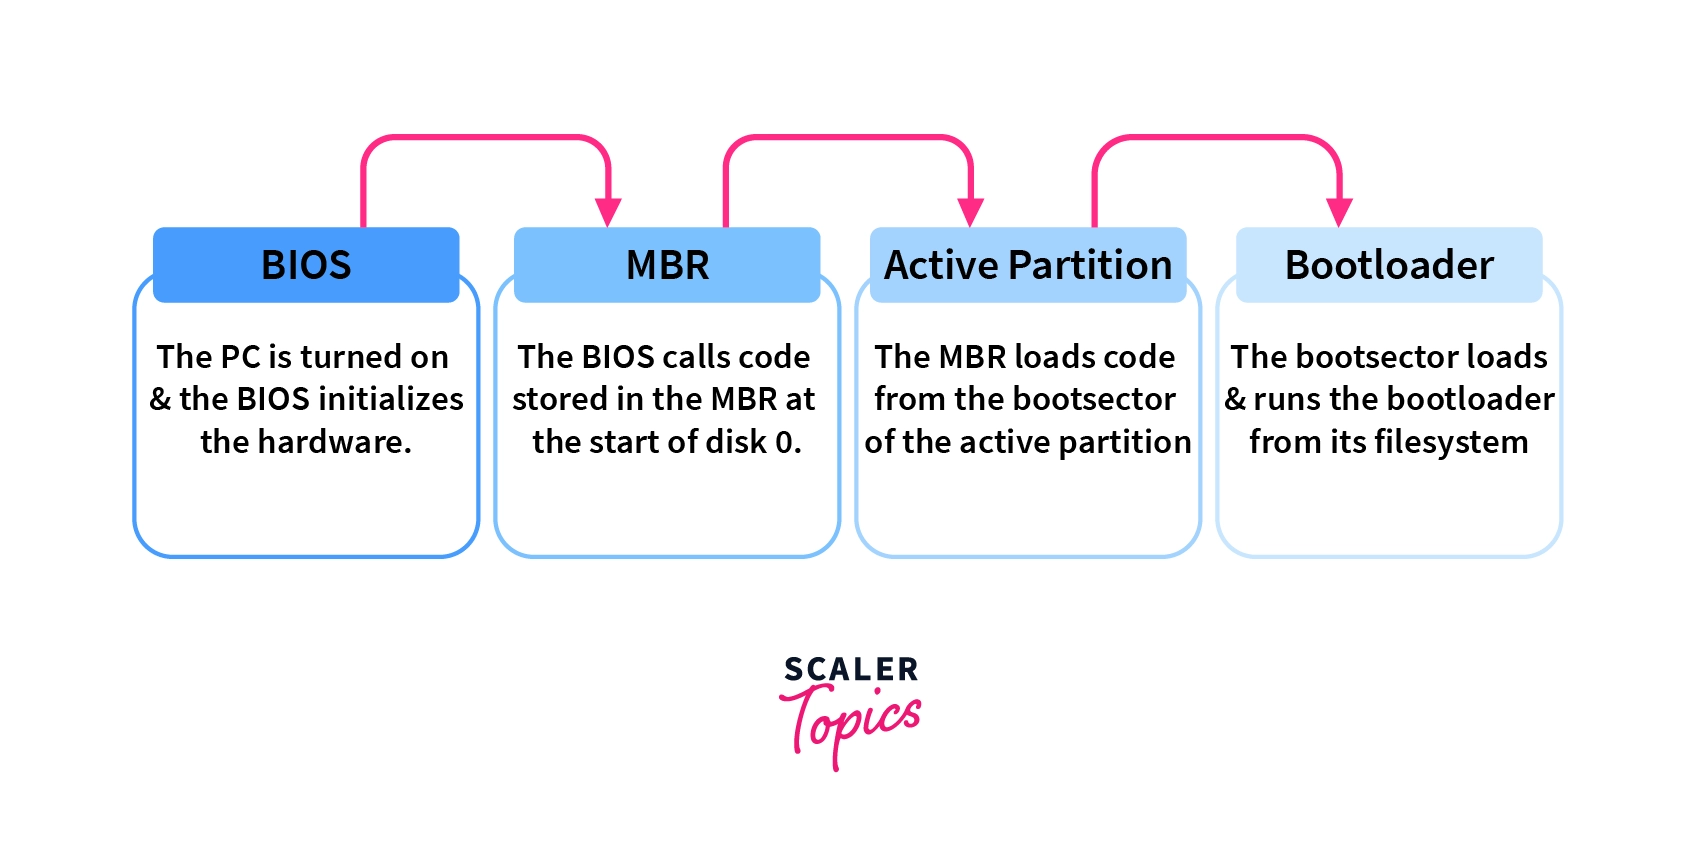 BIOS
The PC is turned on
& the BIOS initializes
the hardware.
MBR
The BIOS calls code
stored in the MBR at
the start of disk 0.
Active Partition
The MBR loads code
from the bootsector
of the active partition
Bootloader
The bootsector loads
& runs the bootloader
from its filesystem
SCALER
Topics